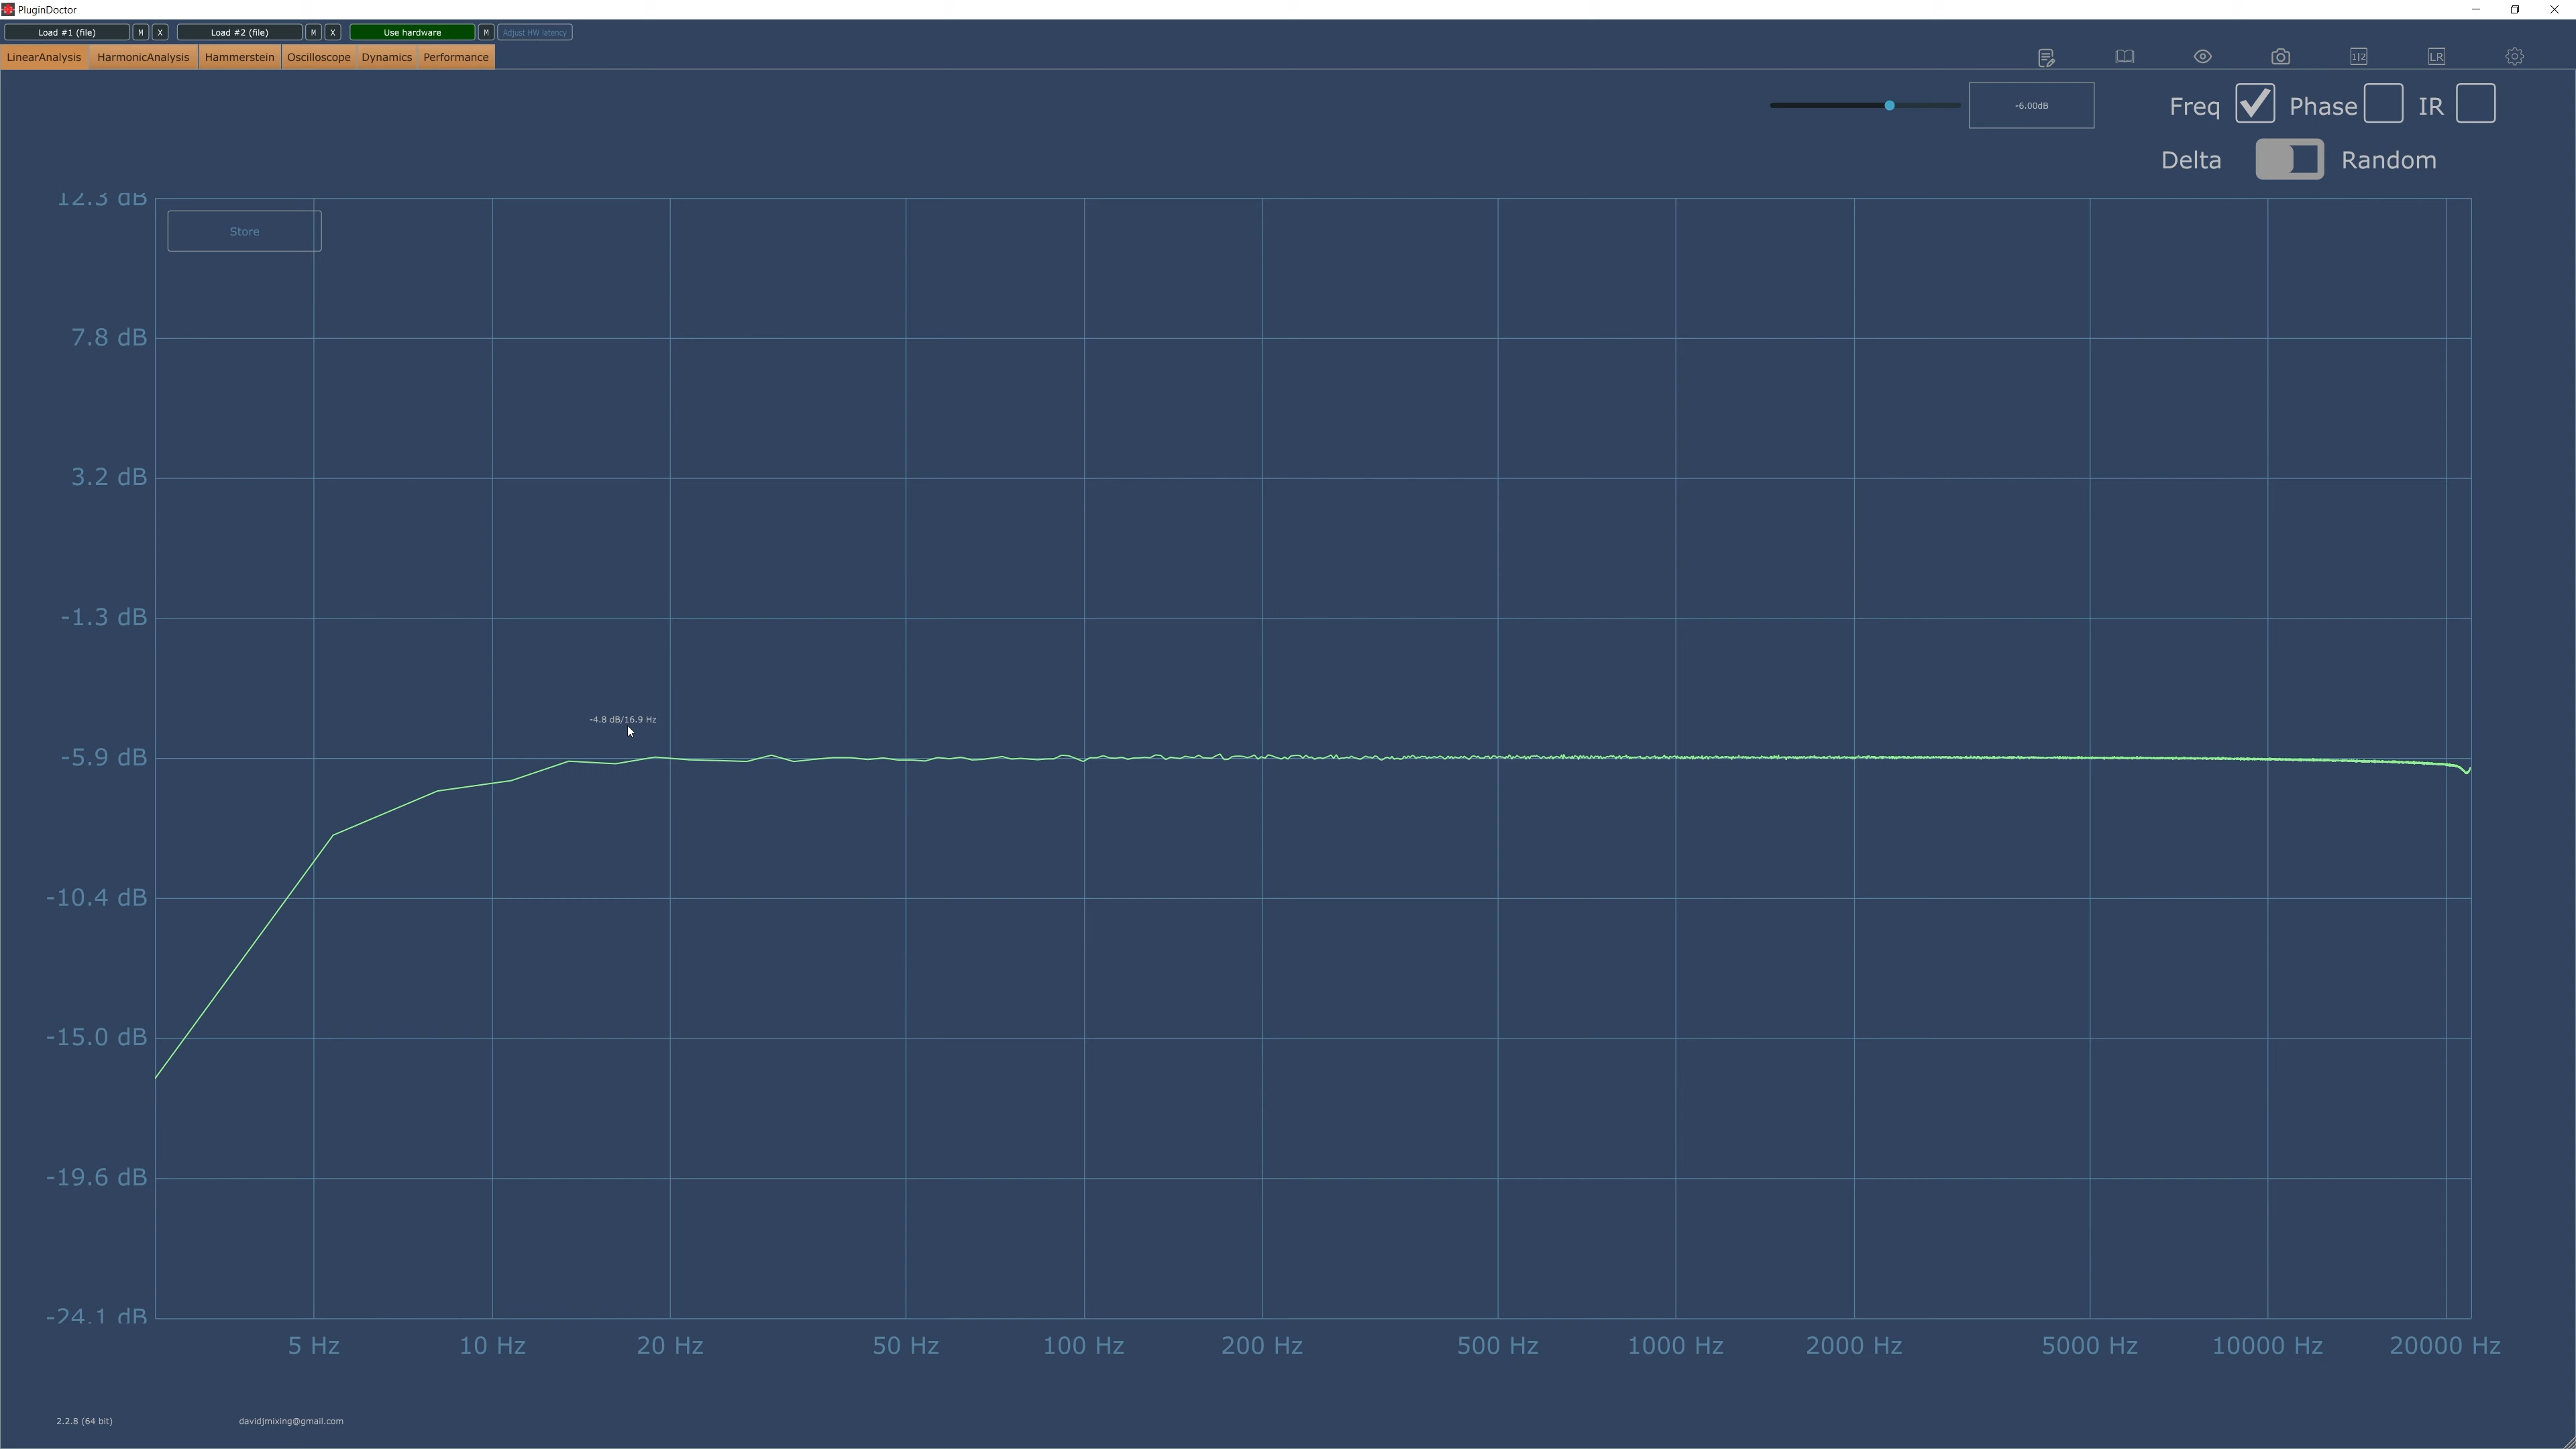 PluginDoctor
Load #1 (file) M X Load #2 (file) M X Use hardware M Adjust HW latency
LinearAnalysis HarmonicAnalysis Hammerstein Oscilloscope Dynamics Performance 1|2 LR
-6.00dB Freq Phase IR
Delta Random
12.3 dB
Store
7.8 dB
3.2 dB
-1.3 dB
-4.8 dB/16.9 Hz
-5.9 dB
-10.4 dB
-15.0 dB
-19.6 dB
-24.1 dB
5 Hz 10 Hz 20 Hz 50 Hz 100 Hz 200 Hz 500 Hz 1000 Hz 2000 Hz 5000 Hz 10000 Hz 20000 Hz
2.2.8 (64 bit) davidjmixing@gmail.com